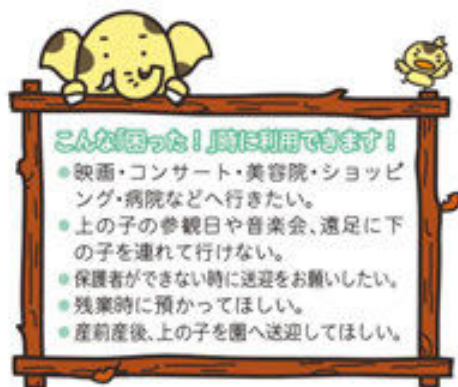 こんな「困った！」時に利用できます！
●映画・コンサート・美容院・ショッピ
ング・病院などへ行きたい。
●上の子の参観日や音楽会、遠足に下
の子を連れて行けない。
●保護者ができない時に送迎をお願いしたい。
●残業時に預かってほしい。
●産前産後、上の子を園へ送迎してほしい。